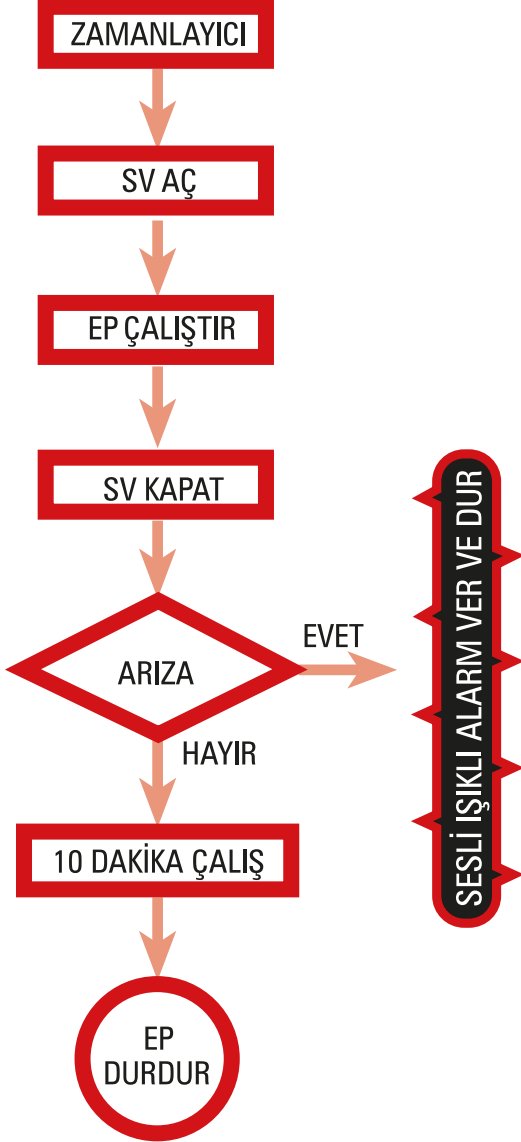 ZAMANLAYICI
SV AÇ
EP ÇALIŞTIR
SV KAPAT
ARIZA
EVET
SESLİ IŞIKLI ALARM VER VE DUR
HAYIR
10 DAKİKA ÇALIŞ
EP
DURDUR